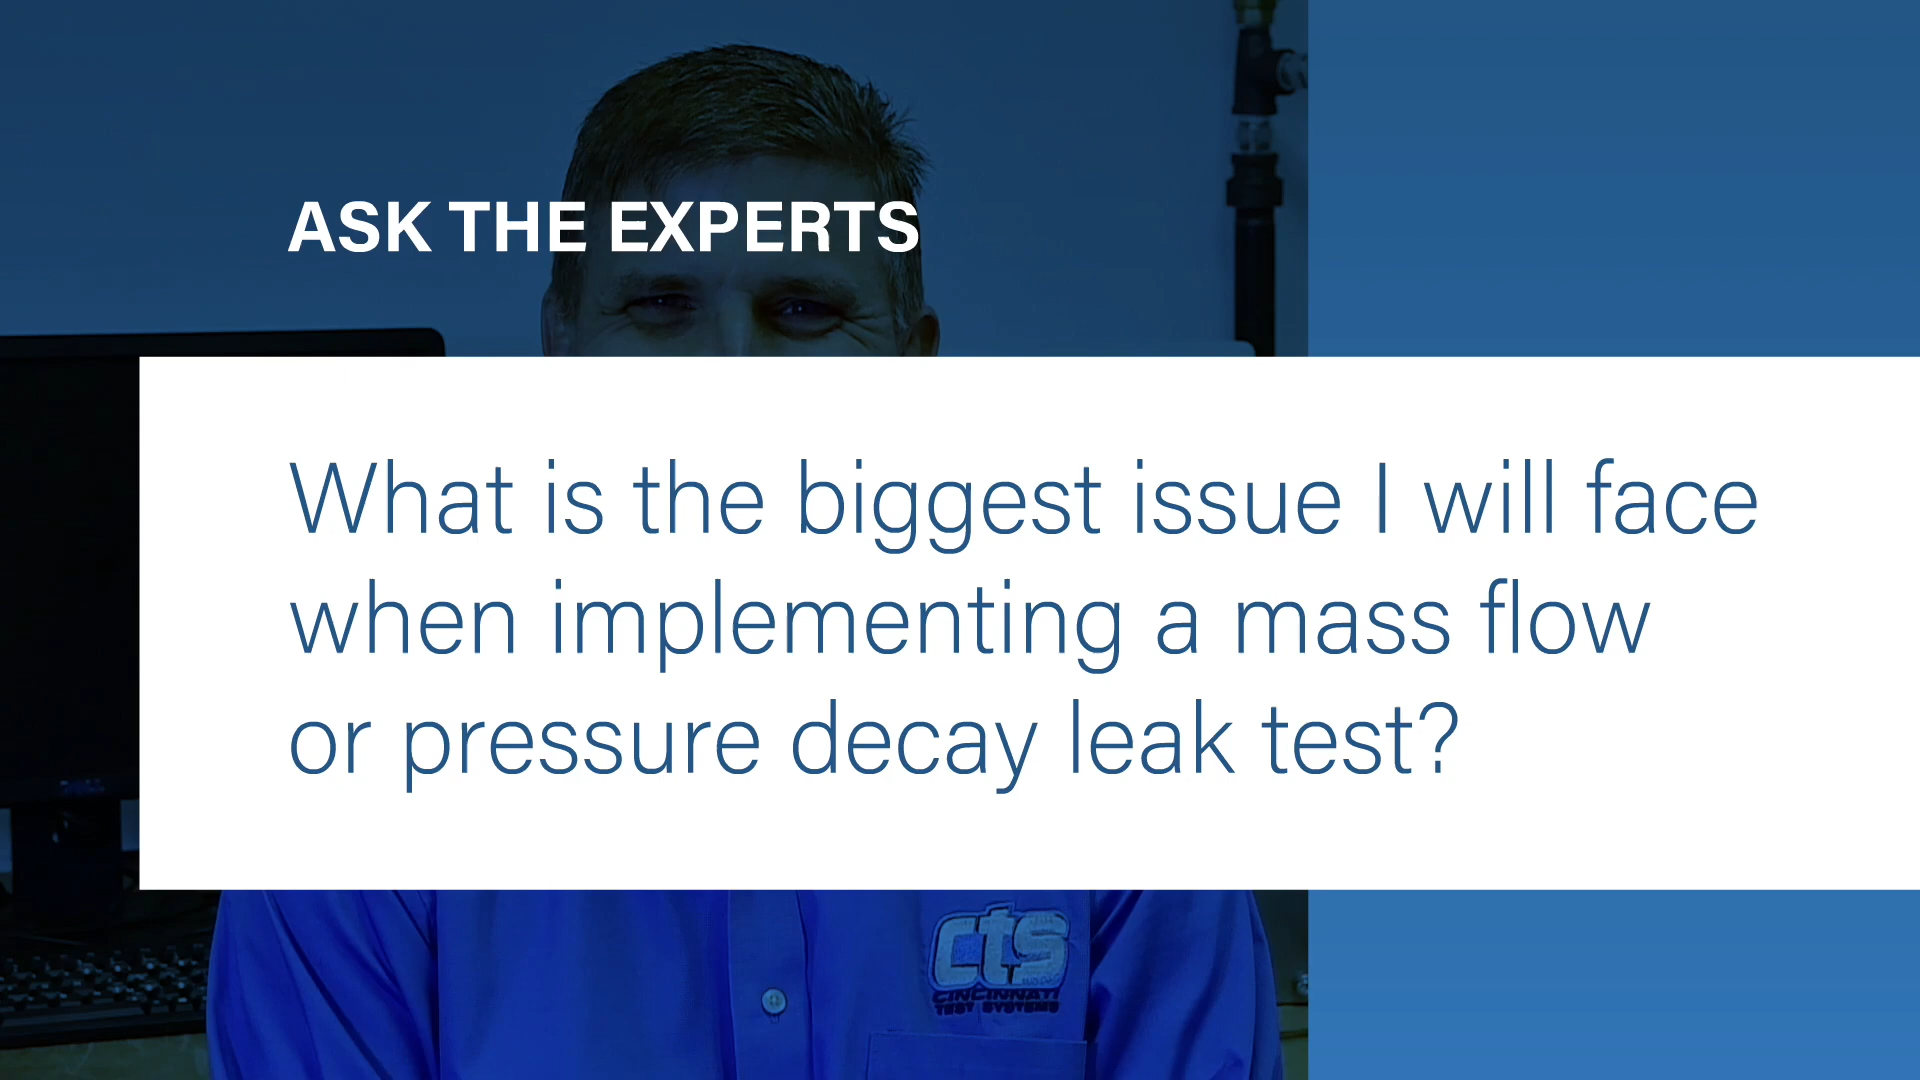 ASK THE EXPERTS
What is the biggest issue I will face
when implementing a mass flow
or pressure decay leak test?
cts
CINCINNATI
TEST SYSTEMS